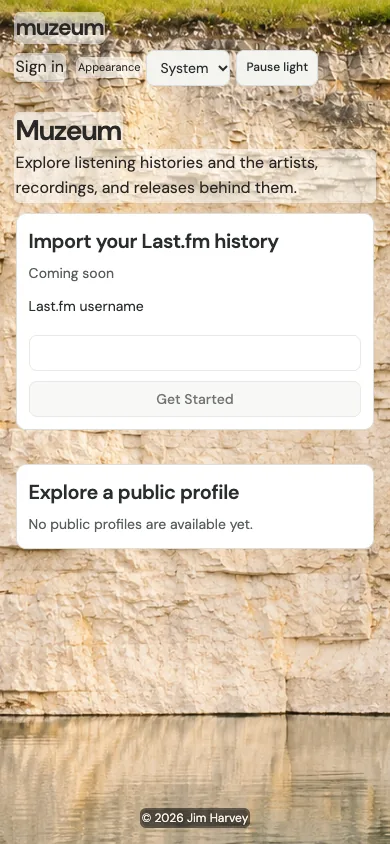 muzeum
Sign in Appearance System Pause light
Muzeum
Explore listening histories and the artists,
recordings, and releases behind them.
Import your Last.fm history
Coming soon
Last.fm username
Get Started
Explore a public profile
No public profiles are available yet.
© 2026 Jim Harvey